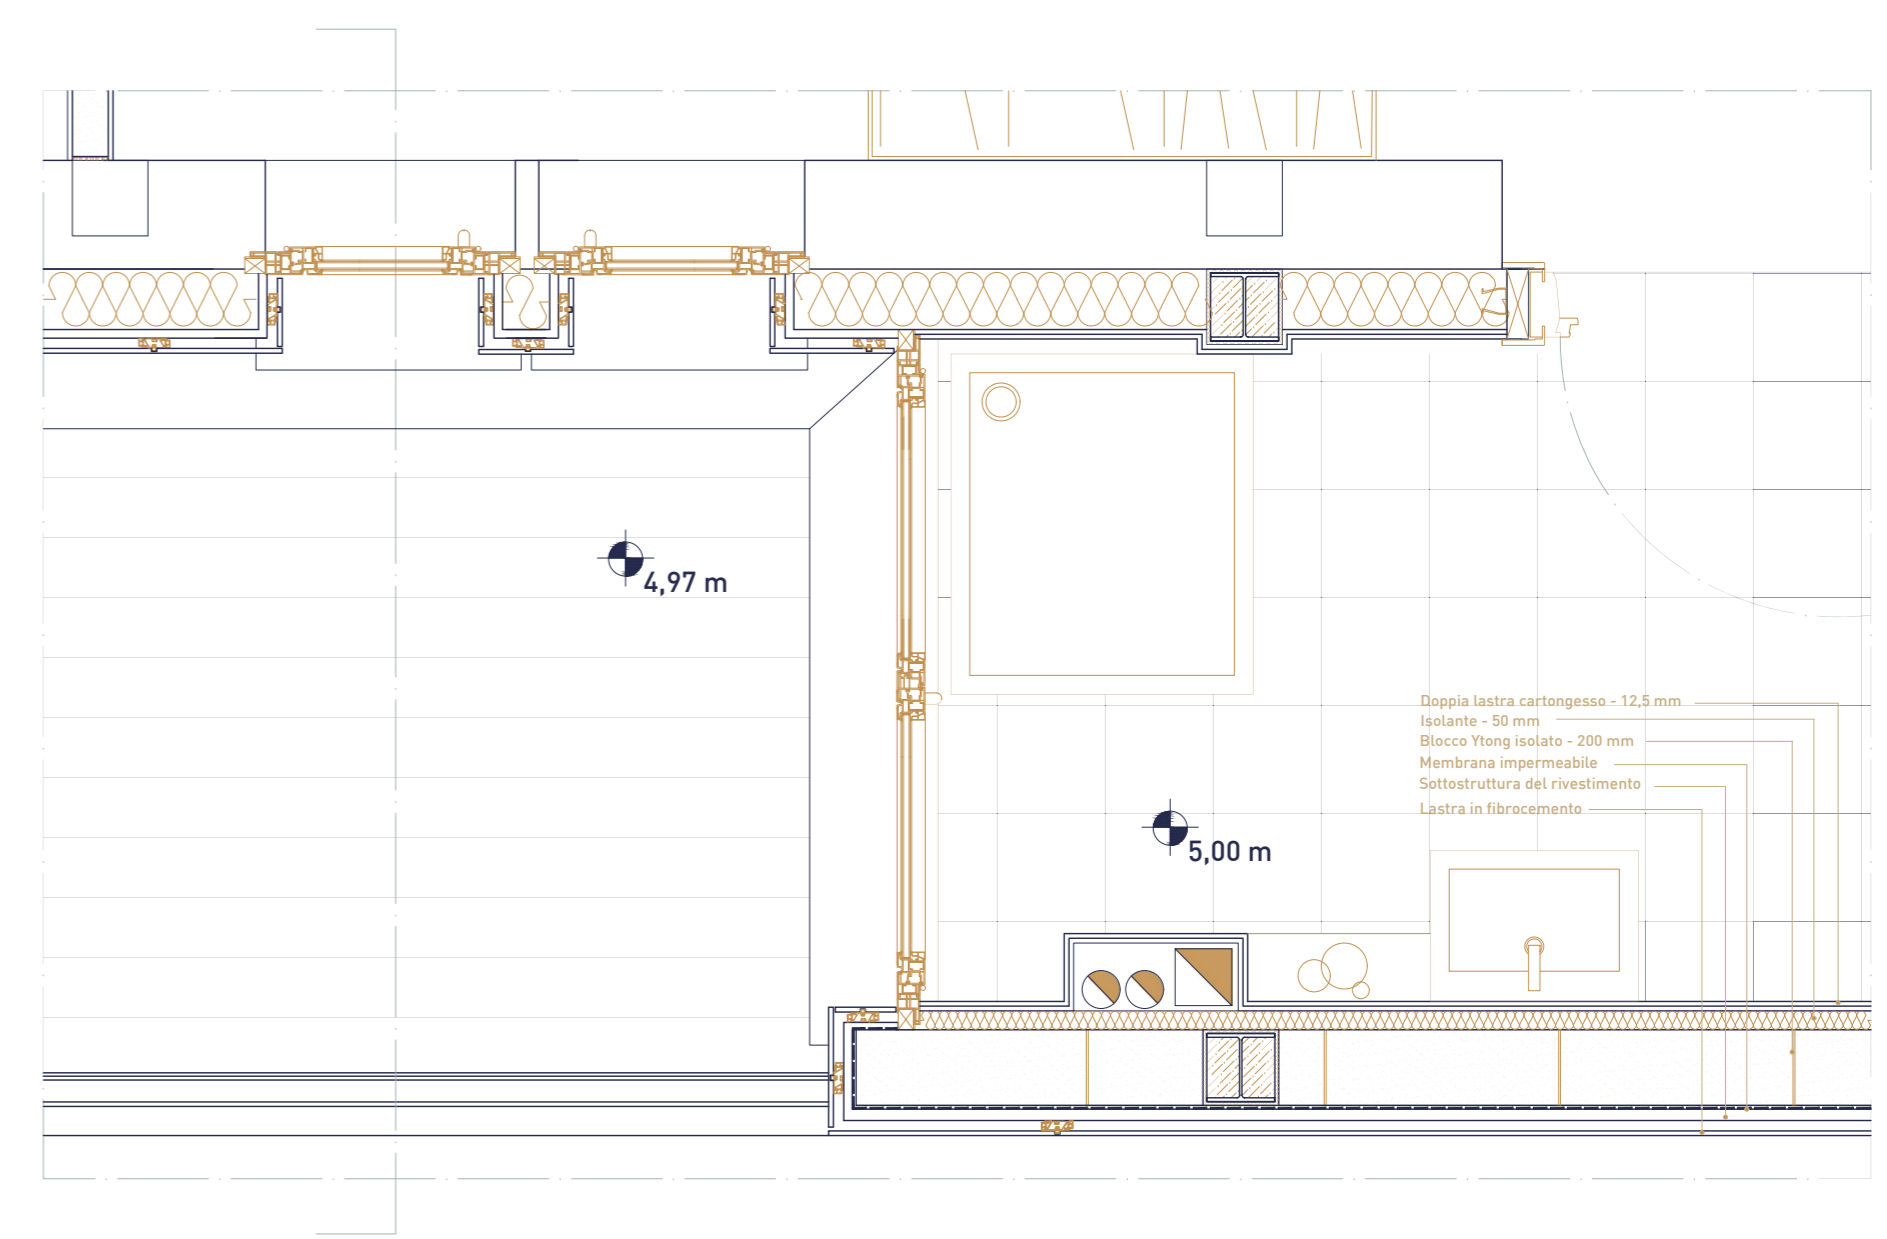 4,97 m
Doppia lastra cartongesso - 12,5 mm
Isolante - 50 mm
Blocco Ytong isolato - 200 mm
Membrana impermeabile
Sottostruttura del rivestimento
Lastra in fibrocemento
5,00 m